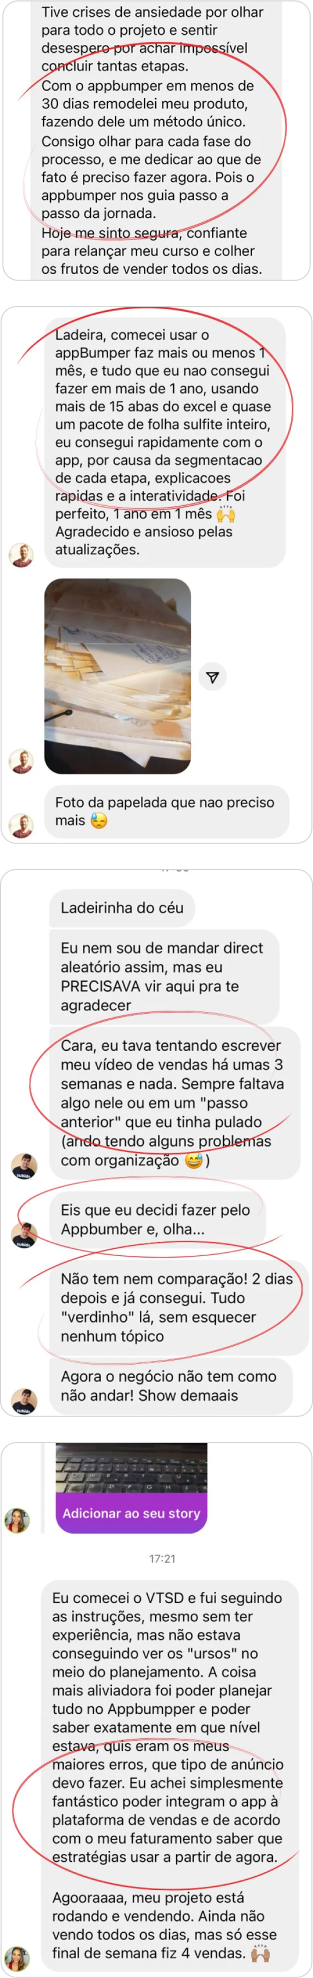 Tive crises de ansiedade por olhar
para todo o projeto e sentir
desespero por achar impossível
concluir tantas etapas.
Com o appbumper em menos de
30 dias remodelei meu produto,
fazendo dele um método único.
Consigo olhar para cada fase do
processo, e me dedicar ao que de
fato é preciso fazer agora. Pois o
appbumper nos guia passo a
passo da jornada.
Hoje me sinto segura, confiante
para relançar meu curso e colher
os frutos de vender todos os dias.
Ladeira, comecei usar o
appBumper faz mais ou menos 1
mês, e tudo que eu nao consegui
fazer em mais de 1 ano, usando
mais de 15 abas do excel e quase
um pacote de folha sulfite inteiro,
eu consegui rapidamente com o
app, por causa da segmentacao
de cada etapa, explicacoes
rapidas e a interatividade. Foi
perfeito, 1 ano em 1 mês 🙌
Agradecido e ansioso pelas
atualizações.
Foto da papelada que nao preciso
mais 😓
Ladeirinha do céu
Eu nem sou de mandar direct
aleatório assim, mas eu
PRECISAVA vir aqui pra te
agradecer
Cara, eu tava tentando escrever
meu vídeo de vendas há umas 3
semanas e nada. Sempre faltava
algo nele ou em um "passo
anterior" que eu tinha pulado
(ando tendo alguns problemas
com organização 😅)
Eis que eu decidi fazer pelo
Appbumber e, olha...
Não tem nem comparação! 2 dias
depois e já consegui. Tudo
"verdinho" lá, sem esquecer
nenhum tópico
Agora o negócio não tem como
não andar! Show demaais
Adicionar ao seu story
17:21
Eu comecei o VTSD e fui seguindo
as instruções, mesmo sem ter
experiência, mas não estava
conseguindo ver os "ursos" no
meio do planejamento. A coisa
mais aliviadora foi poder planejar
tudo no Appbumpper e poder
saber exatamente em que nível
estava, quis eram os meus
maiores erros, que tipo de anúncio
devo fazer. Eu achei simplesmente
fantástico poder integram o app à
plataforma de vendas e de acordo
com o meu faturamento saber que
estratégias usar a partir de agora.
Agooraaaa, meu projeto está
rodando e vendendo. Ainda não
vendo todos os dias, mas só esse
final de semana fiz 4 vendas. 🙌🏽